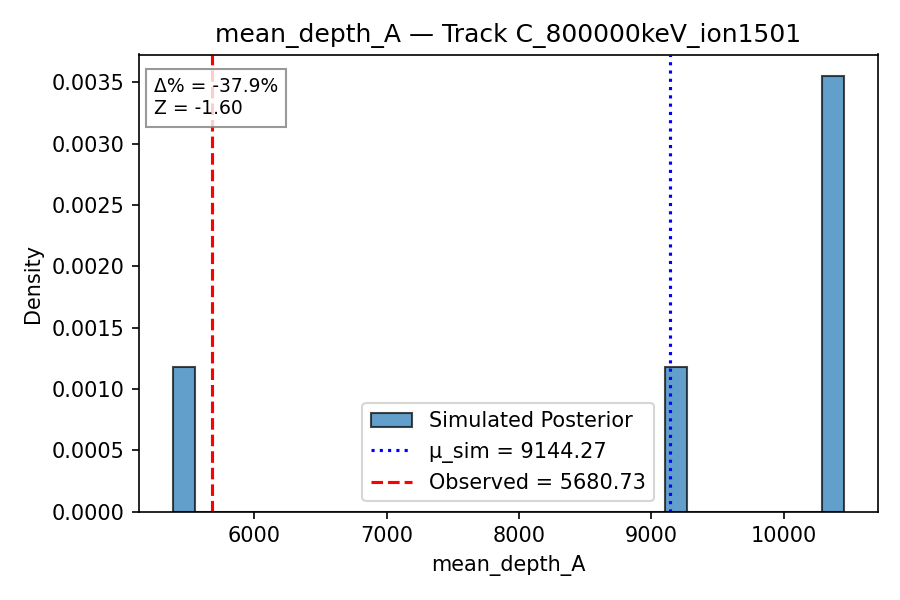 mean_depth_A — Track C_800000keV_ion1501
Δ% = -37.9%
Z = -1.60
Density
0.0035
0.0030
0.0025
0.0020
0.0015
0.0010
0.0005
0.0000
Simulated Posterior
μ_sim = 9144.27
Observed = 5680.73
6000 7000 8000 9000 10000
mean_depth_A